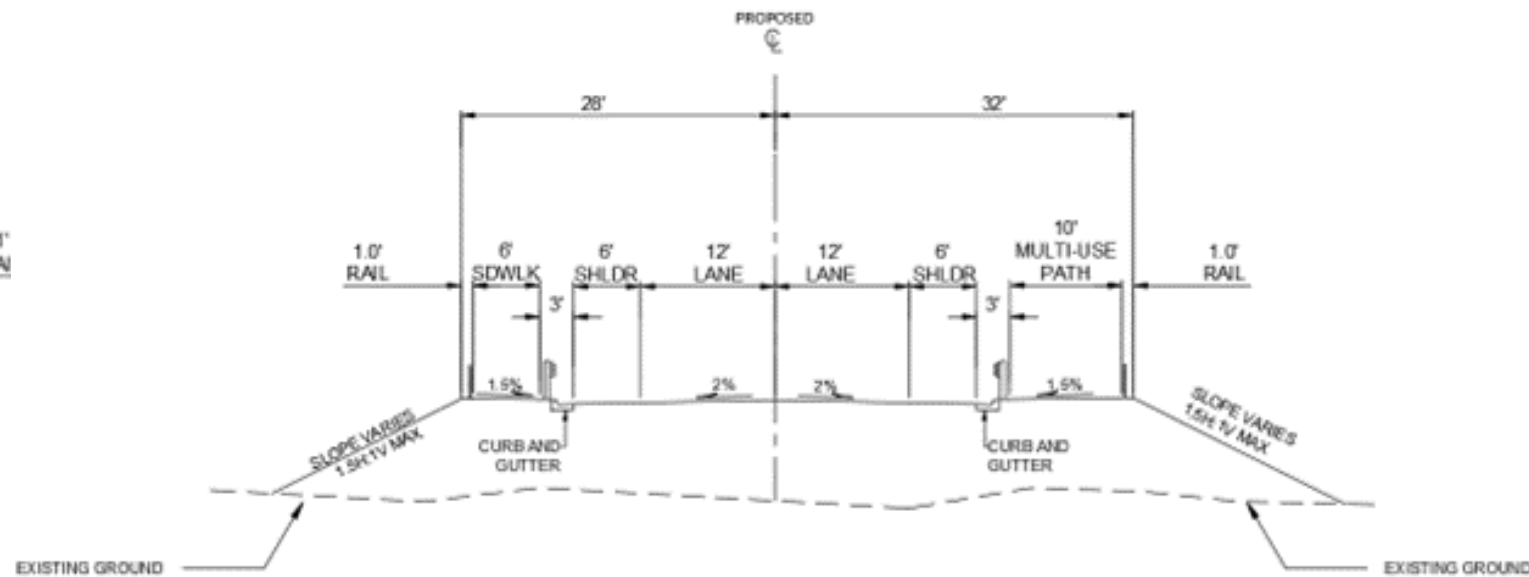 PROPOSED
℄
28' 32'
1.0' 6' 6' 12' 12' 6' 10' 1.0'
RAIL SDWLK SHLDR LANE LANE SHLDR MULTI-USE PATH RAIL
3' 3'
1.5% 2% 2% 1.5%
SLOPE VARIES
1.5H:1V MAX
CURB AND
GUTTER
CURB AND
GUTTER
SLOPE VARIES
1.5H:1V MAX
EXISTING GROUND
EXISTING GROUND